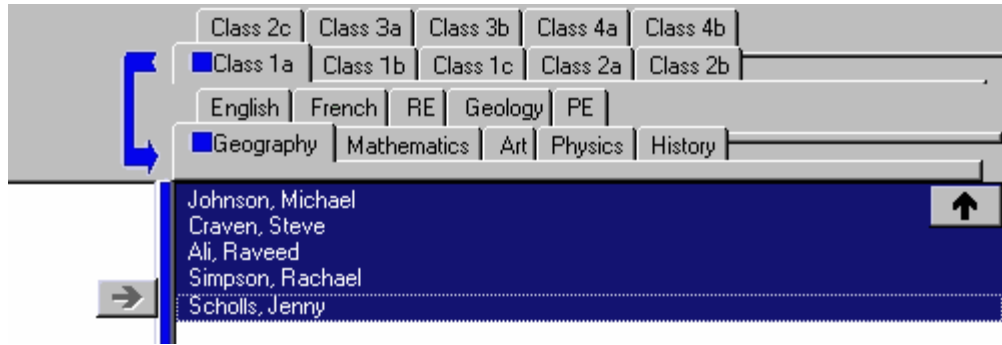 Class 2c Class 3a Class 3b Class 4a Class 4b
Class 1a Class 1b Class 1c Class 2a Class 2b
English French RE Geology PE
Geography Mathematics Art Physics History
Johnson, Michael
Craven, Steve
Ali, Raveed
Simpson, Rachael
Scholls, Jenny